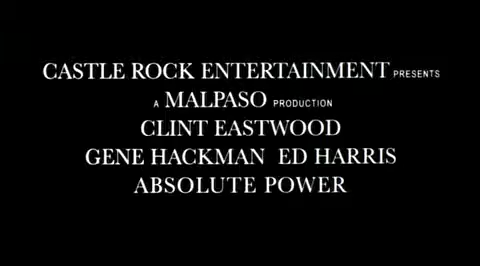 CASTLE ROCK ENTERTAINMENT PRESENTS
A MALPASO PRODUCTION
CLINT EASTWOOD
GENE HACKMAN ED HARRIS
ABSOLUTE POWER